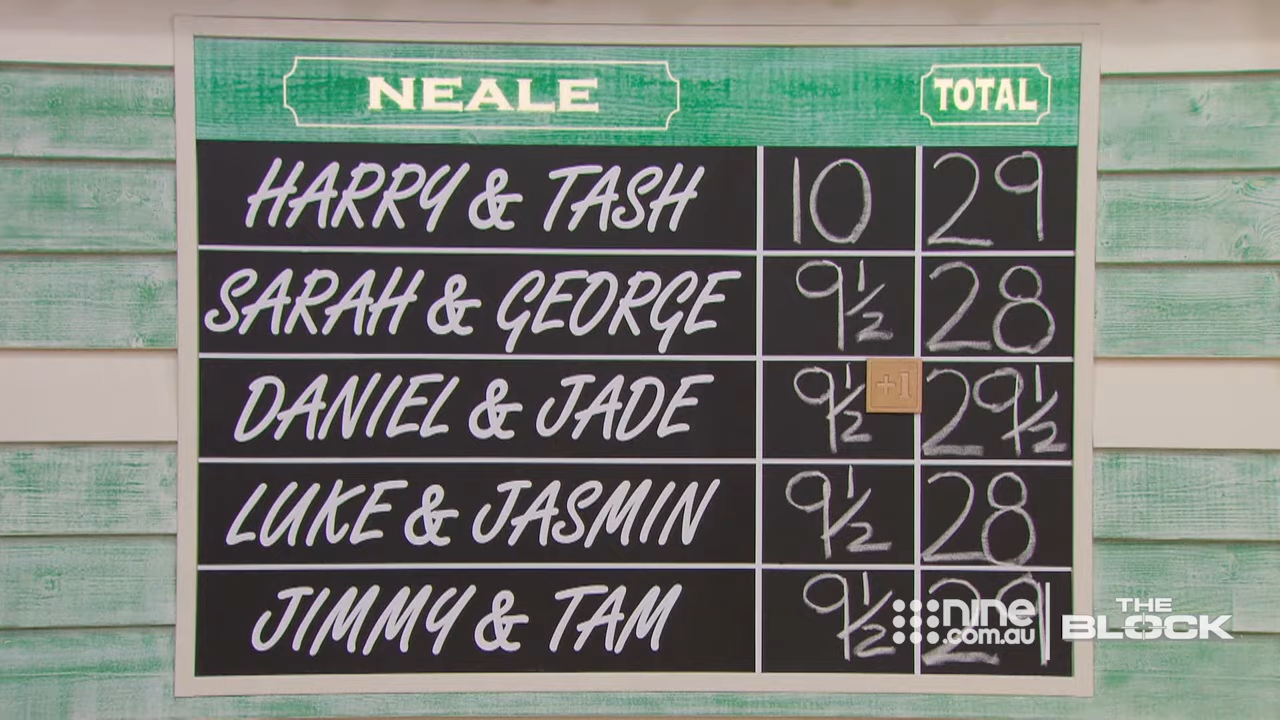 NEALE TOTAL
HARRY & TASH 10 29
SARAH & GEORGE 9½ 28
DANIEL & JADE 9½ +1 29½
LUKE & JASMIN 9½ 28
JIMMY & TAM 9½ 29
nine.com.au
THE BLOCK